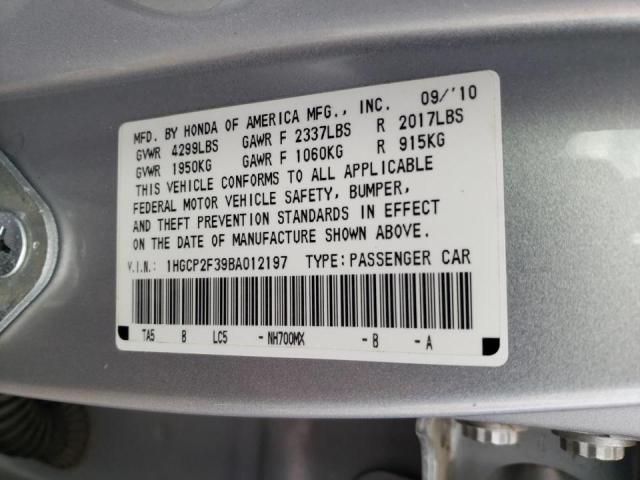 MFD. BY HONDA OF AMERICA MFG., INC. 09/'10
GVWR 4299LBS GAWR F 2337LBS R 2017LBS
GVWR 1950KG GAWR F 1060KG R 915KG
THIS VEHICLE CONFORMS TO ALL APPLICABLE
FEDERAL MOTOR VEHICLE SAFETY, BUMPER,
AND THEFT PREVENTION STANDARDS IN EFFECT
ON THE DATE OF MANUFACTURE SHOWN ABOVE.
V.I.N.: 1HGCP2F39BA012197 TYPE: PASSENGER CAR
TA5 B LC5 - NH700MX - B - A